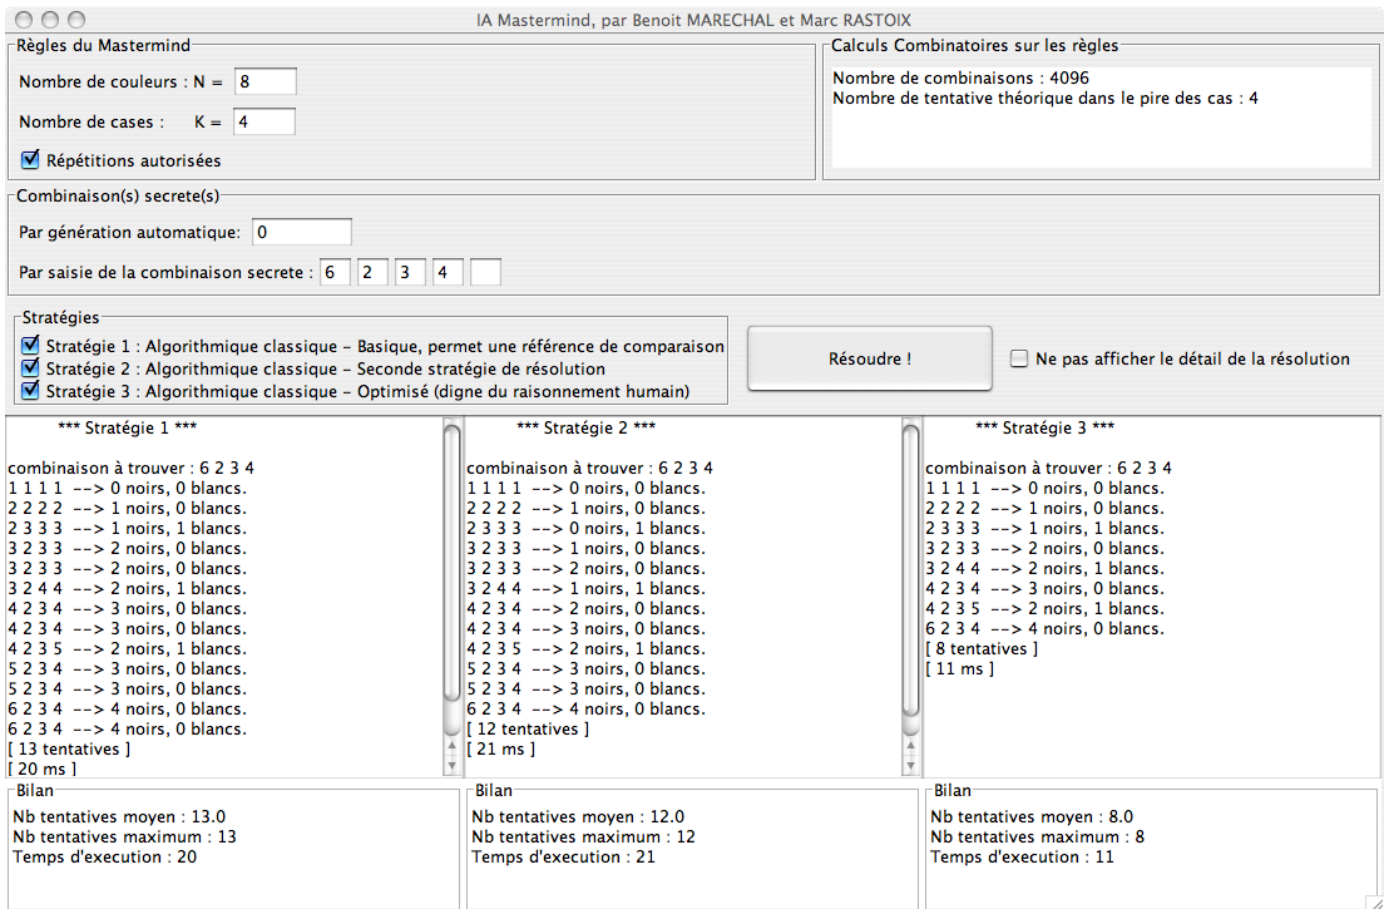 IA Mastermind, par Benoit MARECHAL et Marc RASTOIX
Règles du Mastermind
Nombre de couleurs : N = 8
Nombre de cases : K = 4
Répétitions autorisées
Calculs Combinatoires sur les règles
Nombre de combinaisons : 4096
Nombre de tentative théorique dans le pire des cas : 4
Combinaison(s) secrete(s)
Par génération automatique: 0
Par saisie de la combinaison secrete : 6 2 3 4
Stratégies
Stratégie 1 : Algorithmique classique – Basique, permet une référence de comparaison
Stratégie 2 : Algorithmique classique – Seconde stratégie de résolution
Stratégie 3 : Algorithmique classique – Optimisé (digne du raisonnement humain)
Résoudre !
Ne pas afficher le détail de la résolution
*** Stratégie 1 ***
combinaison à trouver : 6 2 3 4
1 1 1 1 --> 0 noirs, 0 blancs.
2 2 2 2 --> 1 noirs, 0 blancs.
2 3 3 3 --> 1 noirs, 1 blancs.
3 2 3 3 --> 2 noirs, 0 blancs.
3 2 3 3 --> 2 noirs, 0 blancs.
3 2 4 4 --> 2 noirs, 1 blancs.
4 2 3 4 --> 3 noirs, 0 blancs.
4 2 3 4 --> 3 noirs, 0 blancs.
4 2 3 5 --> 2 noirs, 1 blancs.
5 2 3 4 --> 3 noirs, 0 blancs.
5 2 3 4 --> 3 noirs, 0 blancs.
6 2 3 4 --> 4 noirs, 0 blancs.
6 2 3 4 --> 4 noirs, 0 blancs.
[ 13 tentatives ]
[ 20 ms ]
*** Stratégie 2 ***
combinaison à trouver : 6 2 3 4
1 1 1 1 --> 0 noirs, 0 blancs.
2 2 2 2 --> 1 noirs, 0 blancs.
2 3 3 3 --> 0 noirs, 1 blancs.
3 2 3 3 --> 1 noirs, 0 blancs.
3 2 3 3 --> 2 noirs, 0 blancs.
3 2 4 4 --> 1 noirs, 1 blancs.
4 2 3 4 --> 2 noirs, 0 blancs.
4 2 3 4 --> 3 noirs, 0 blancs.
4 2 3 5 --> 2 noirs, 1 blancs.
5 2 3 4 --> 3 noirs, 0 blancs.
5 2 3 4 --> 3 noirs, 0 blancs.
6 2 3 4 --> 4 noirs, 0 blancs.
[ 12 tentatives ]
[ 21 ms ]
*** Stratégie 3 ***
combinaison à trouver : 6 2 3 4
1 1 1 1 --> 0 noirs, 0 blancs.
2 2 2 2 --> 1 noirs, 0 blancs.
2 3 3 3 --> 1 noirs, 1 blancs.
3 2 3 3 --> 2 noirs, 0 blancs.
3 2 4 4 --> 2 noirs, 1 blancs.
4 2 3 4 --> 3 noirs, 0 blancs.
4 2 3 5 --> 2 noirs, 1 blancs.
6 2 3 4 --> 4 noirs, 0 blancs.
[ 8 tentatives ]
[ 11 ms ]
Bilan
Nb tentatives moyen : 13.0
Nb tentatives maximum : 13
Temps d'execution : 20
Bilan
Nb tentatives moyen : 12.0
Nb tentatives maximum : 12
Temps d'execution : 21
Bilan
Nb tentatives moyen : 8.0
Nb tentatives maximum : 8
Temps d'execution : 11